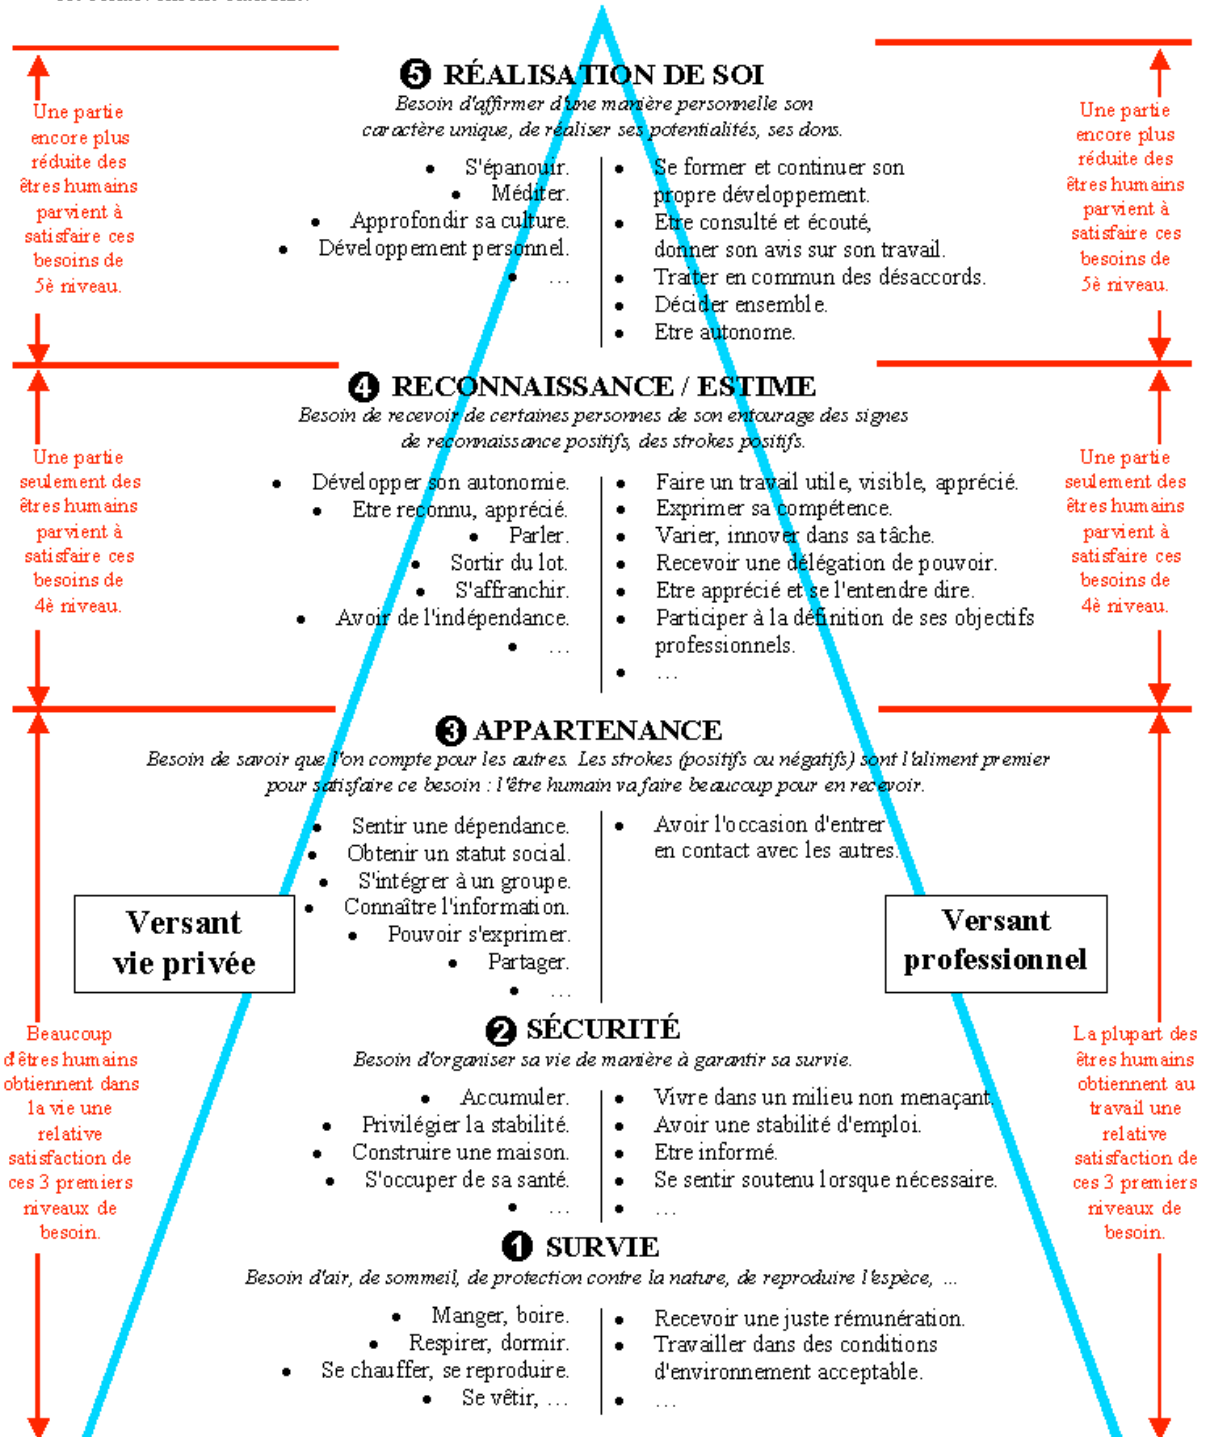 ❺ RÉALISATION DE SOI
Besoin d'affirmer d'une manière personnelle son
caractère unique, de réaliser ses potentialités, ses dons.
Une partie
encore plus
réduite des
êtres humains
parvient à
satisfaire ces
besoins de
5è niveau.
• S'épanouir.
• Méditer.
• Approfondir sa culture.
• Développement personnel.
• …
• Se former et continuer son
propre développement.
• Etre consulté et écouté,
donner son avis sur son travail.
• Traiter en commun des désaccords.
• Décider ensemble.
• Etre autonome.
Une partie
encore plus
réduite des
êtres humains
parvient à
satisfaire ces
besoins de
5è niveau.
❹ RECONNAISSANCE / ESTIME
Besoin de recevoir de certaines personnes de son entourage des signes
de reconnaissance positifs, des strokes positifs.
Une partie
seulement des
êtres humains
parvient à
satisfaire ces
besoins de
4è niveau.
• Développer son autonomie.
• Etre reconnu, apprécié.
• Parler.
• Sortir du lot.
• S'affranchir.
• Avoir de l'indépendance.
• …
• Faire un travail utile, visible, apprécié.
• Exprimer sa compétence.
• Varier, innover dans sa tâche.
• Recevoir une délégation de pouvoir.
• Etre apprécié et se l'entendre dire.
• Participer à la définition de ses objectifs
professionnels.
• …
Une partie
seulement des
êtres humains
parvient à
satisfaire ces
besoins de
4è niveau.
❸ APPARTENANCE
Besoin de savoir que l'on compte pour les autres. Les strokes (positifs ou négatifs) sont l'aliment premier
pour satisfaire ce besoin : l'être humain va faire beaucoup pour en recevoir.
• Sentir une dépendance.
• Obtenir un statut social.
• S'intégrer à un groupe.
• Connaître l'information.
• Pouvoir s'exprimer.
• Partager.
• …
• Avoir l'occasion d'entrer
en contact avec les autres.
Versant
vie privée
Versant
professionnel
❷ SÉCURITÉ
Besoin d'organiser sa vie de manière à garantir sa survie.
Beaucoup
d'êtres humains
obtiennent dans
la vie une
relative
satisfaction de
ces 3 premiers
niveaux de
besoin.
• Accumuler.
• Privilégier la stabilité.
• Construire une maison.
• S'occuper de sa santé.
• …
• Vivre dans un milieu non menaçant.
• Avoir une stabilité d'emploi.
• Etre informé.
• Se sentir soutenu lorsque nécessaire.
• …
La plupart des
êtres humains
obtiennent au
travail une
relative
satisfaction de
ces 3 premiers
niveaux de
besoin.
❶ SURVIE
Besoin d'air, de sommeil, de protection contre la nature, de reproduire l'espèce, …
• Manger, boire.
• Respirer, dormir.
• Se chauffer, se reproduire.
• Se vêtir, …
• Recevoir une juste rémunération.
• Travailler dans des conditions
d'environnement acceptable.
• …